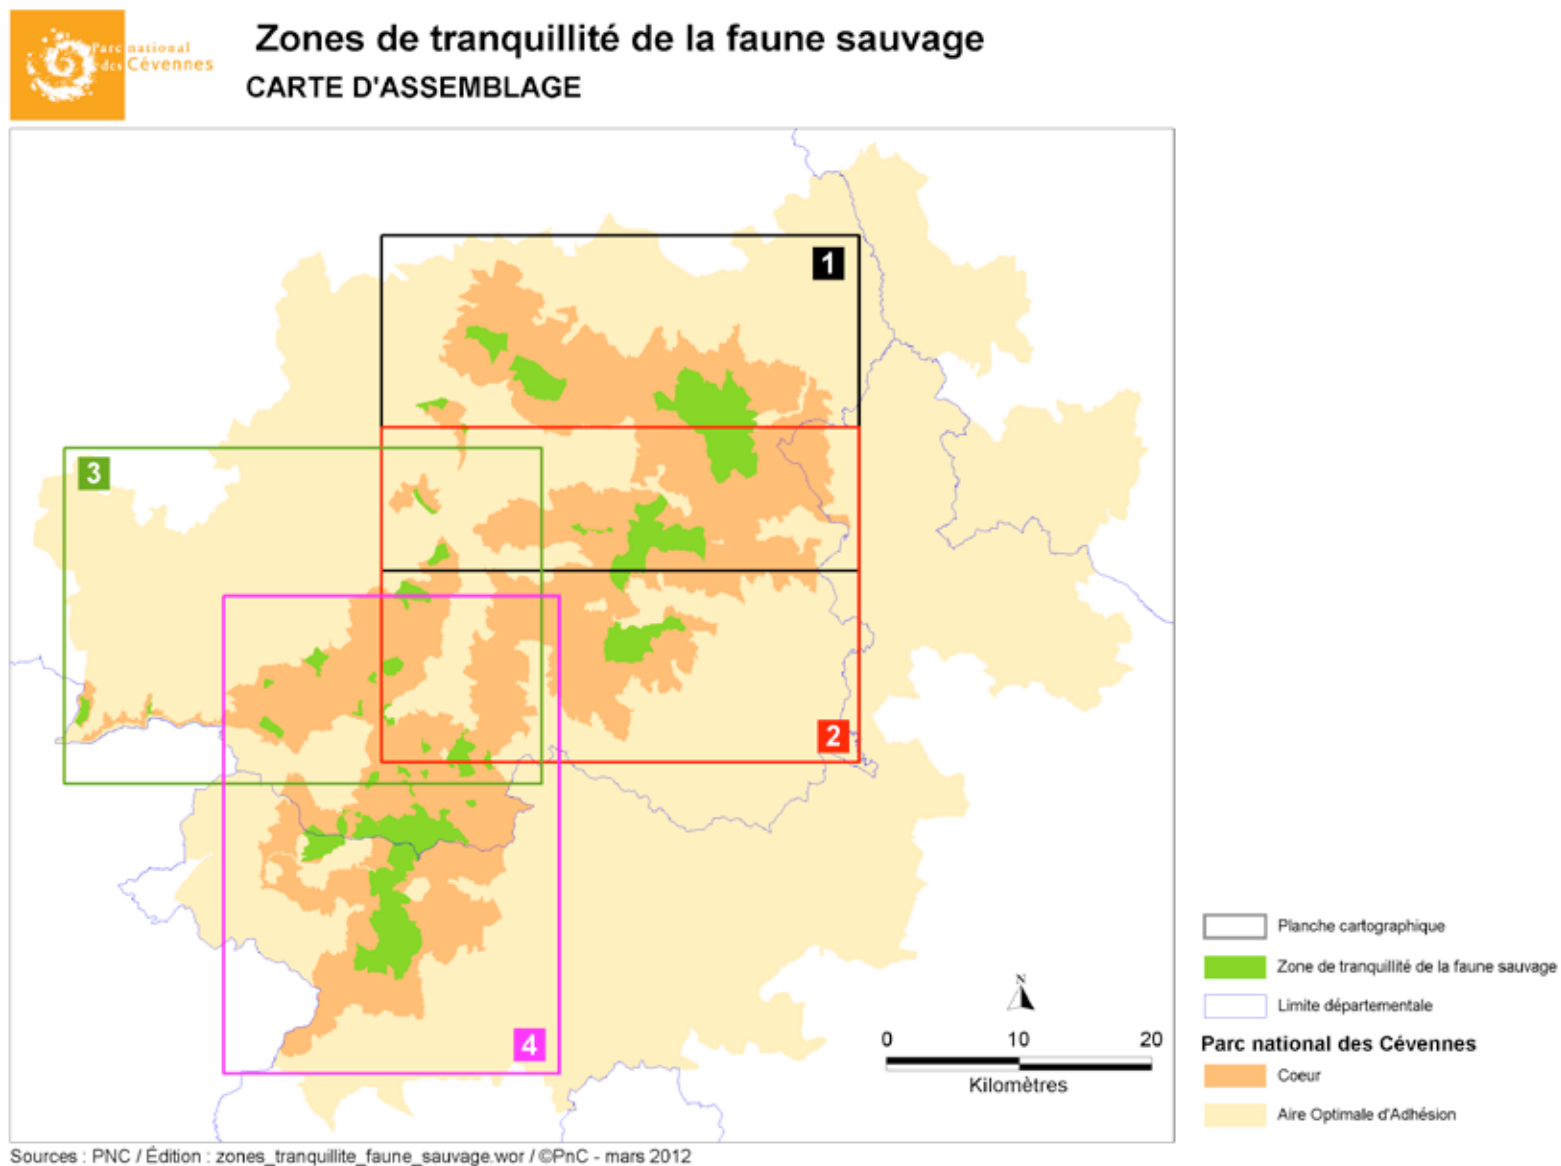 Parc national
des Cévennes
Zones de tranquillité de la faune sauvage
CARTE D'ASSEMBLAGE
1
3
2
4
N
0 10 20
Kilomètres
Planche cartographique
Zone de tranquillité de la faune sauvage
Limite départementale
Parc national des Cévennes
Coeur
Aire Optimale d'Adhésion
Sources : PNC / Édition : zones_tranquillite_faune_sauvage.wor / ©PnC - mars 2012